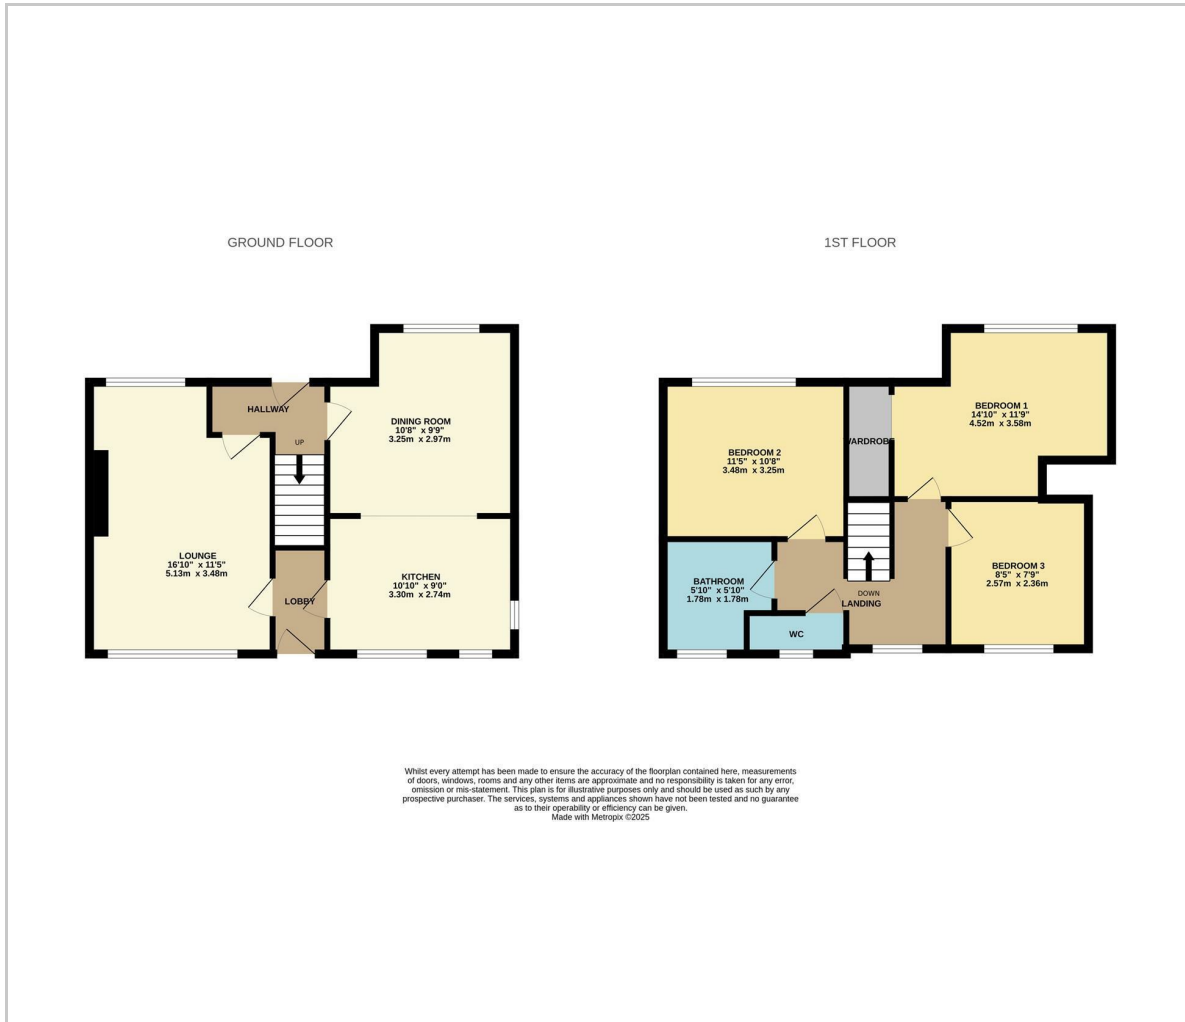 GROUND FLOOR
1ST FLOOR
HALLWAY
UP
DINING ROOM
10'8" x 9'9"
3.25m x 2.97m
LOUNGE
16'10" x 11'5"
5.13m x 3.48m
LOBBY
KITCHEN
10'10" x 9'0"
3.30m x 2.74m
BEDROOM 1
14'10" x 11'9"
4.52m x 3.58m
WARDROBE
BEDROOM 2
11'5" x 10'8"
3.48m x 3.25m
BEDROOM 3
8'5" x 7'9"
2.57m x 2.36m
BATHROOM
5'10" x 5'10"
1.78m x 1.78m
DOWN
LANDING
WC
Whilst every attempt has been made to ensure the accuracy of the floorplan contained here, measurements
of doors, windows, rooms and any other items are approximate and no responsibility is taken for any error,
omission or mis-statement. This plan is for illustrative purposes only and should be used as such by any
prospective purchaser. The services, systems and appliances shown have not been tested and no guarantee
as to their operability or efficiency can be given.
Made with Metropix ©2025